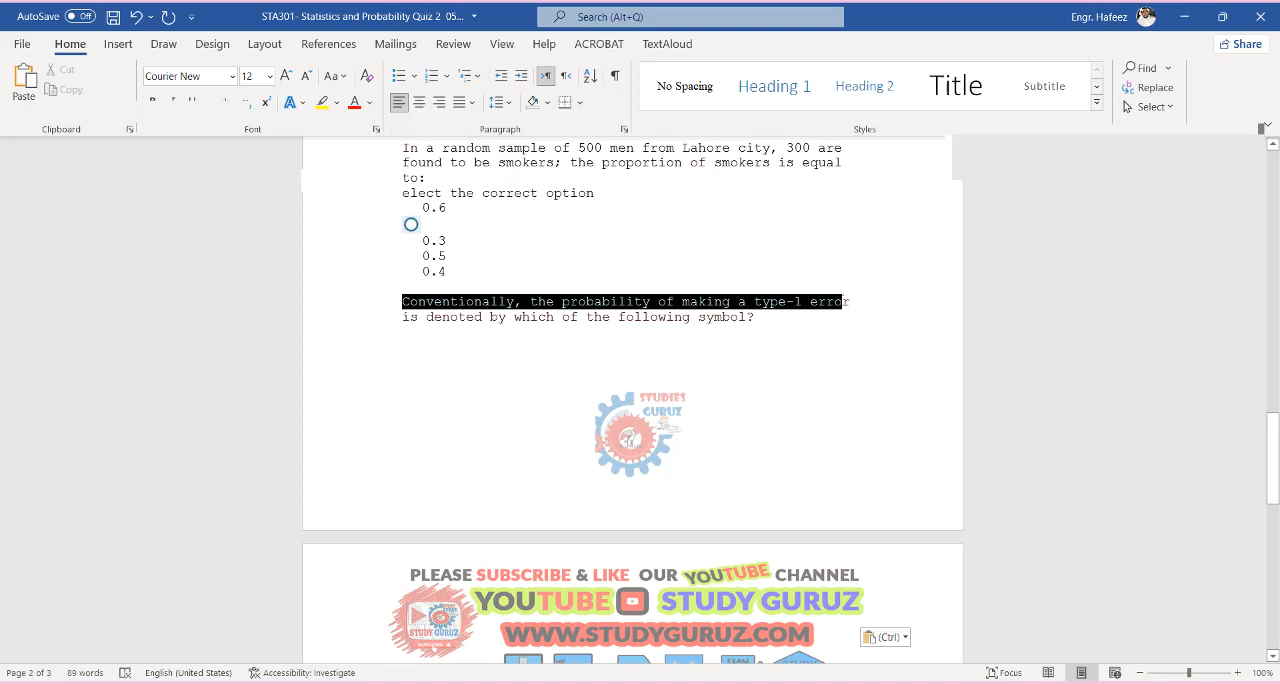 AutoSave Off STA301- Statistics and Probability Quiz 2 05... Search (Alt+Q) Engr. Hafeez
File Home Insert Draw Design Layout References Mailings Review View Help ACROBAT TextAloud Share
Paste Cut Copy Courier New 12 Aa No Spacing Heading 1 Heading 2 Title Subtitle Find Replace Select
Clipboard Font Paragraph Styles Editing
In a random sample of 500 men from Lahore city, 300 are
found to be smokers; the proportion of smokers is equal
to:
elect the correct option
0.6
0.3
0.5
0.4
Conventionally, the probability of making a type-l error
is denoted by which of the following symbol?
STUDIES
GURUZ
PLEASE SUBSCRIBE & LIKE OUR YOUTUBE CHANNEL
YOUTUBE STUDY GURUZ
STUDY GURUZ
WWW.STUDYGURUZ.COM
(Ctrl)
EXAM
Page 2 of 3 89 words English (United States) Accessibility: Investigate Focus 100%